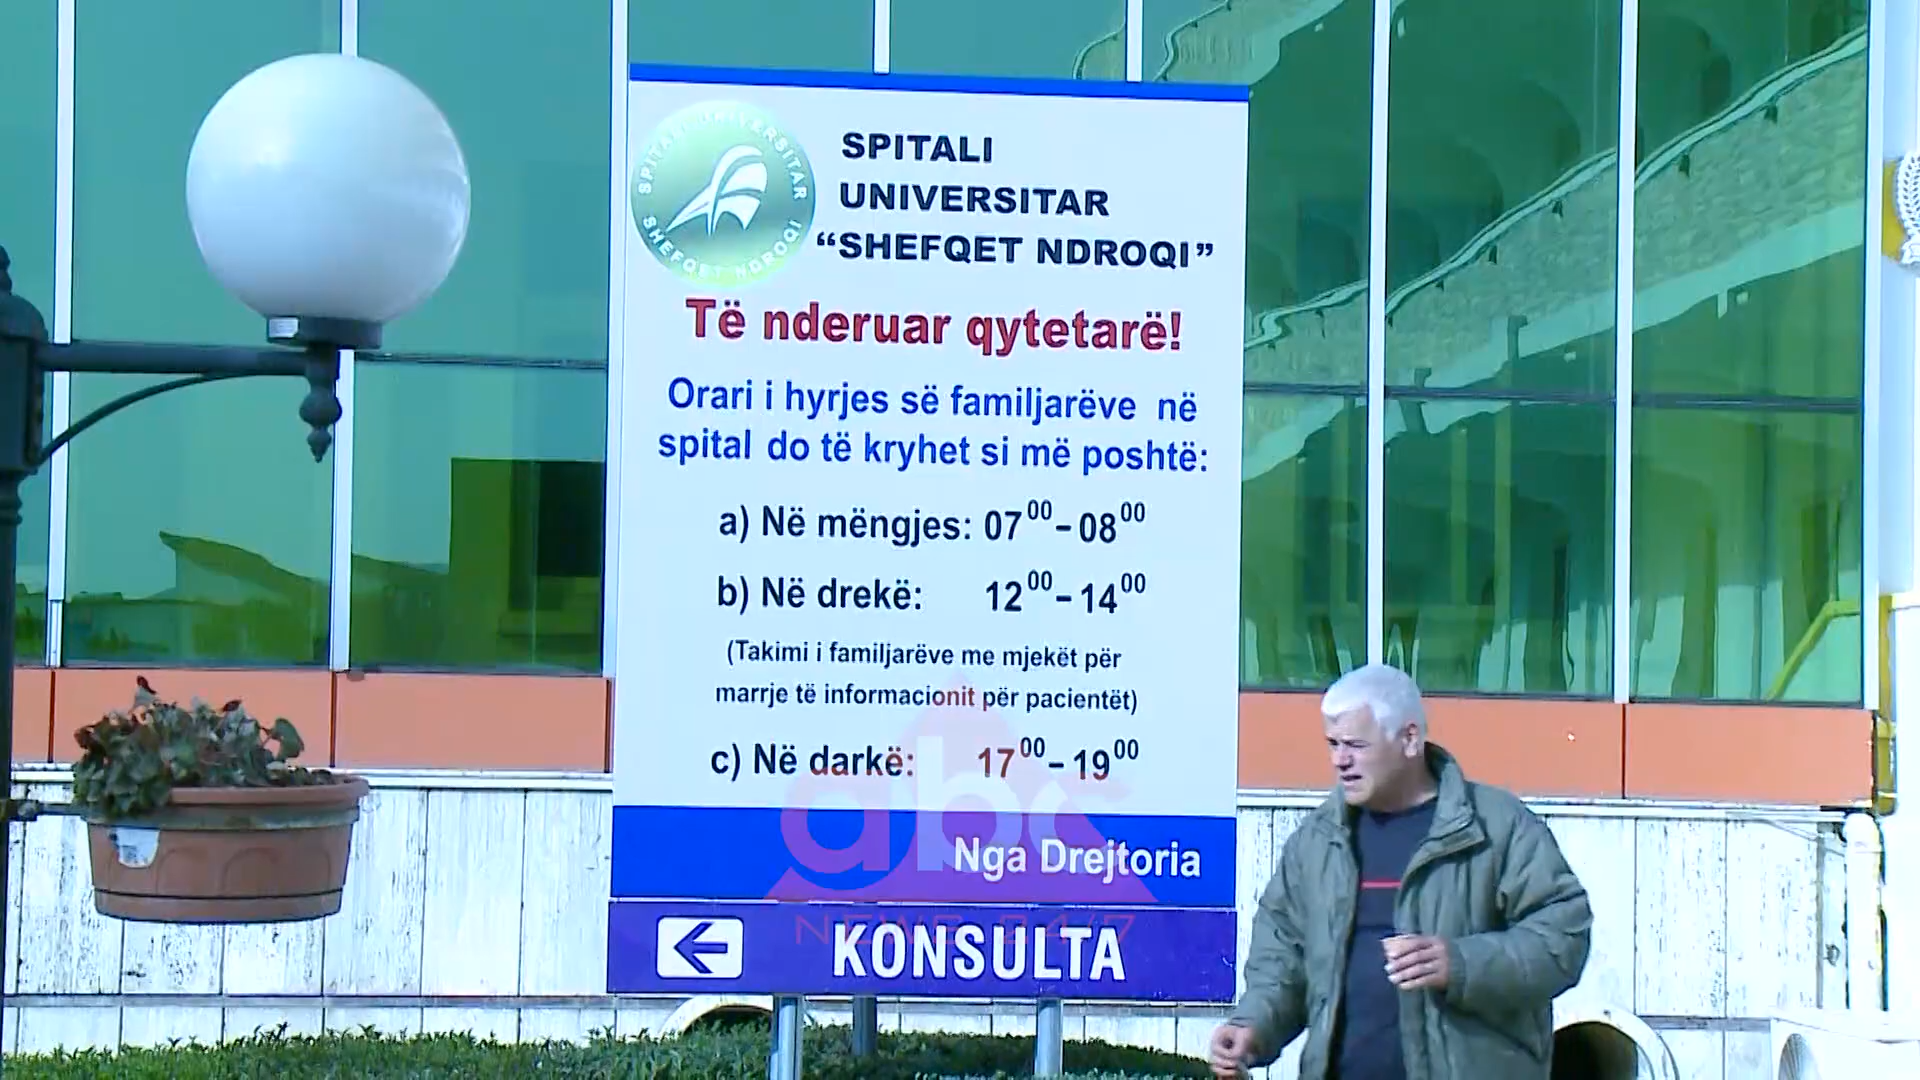 SPITALI
UNIVERSITAR
“SHEFQET NDROQI”
SPITALI UNIVERSITAR
SHEFQET NDROQI
Të nderuar qytetarë!
Orari i hyrjes së familjarëve në
spital do të kryhet si më poshtë:
a) Në mëngjes: 07⁰⁰ - 08⁰⁰
b) Në drekë: 12⁰⁰ - 14⁰⁰
(Takimi i familjarëve me mjekët për
marrje të informacionit për pacientët)
c) Në darkë: 17⁰⁰ - 19⁰⁰
Nga Drejtoria
KONSULTA
abc
NEWS 24/7